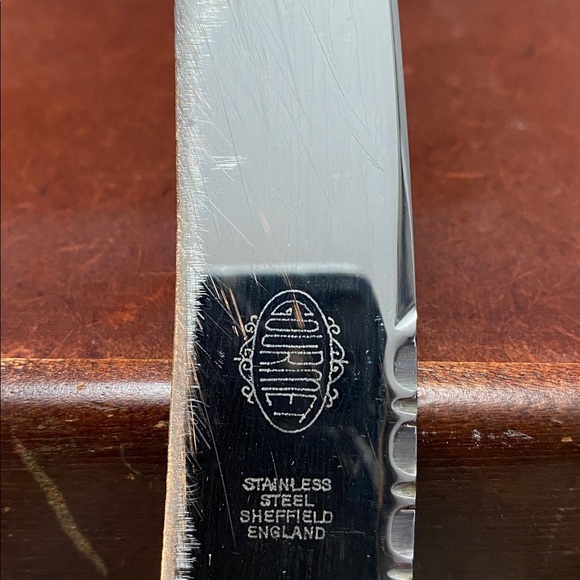 GOURMET
STAINLESS
STEEL
SHEFFIELD
ENGLAND